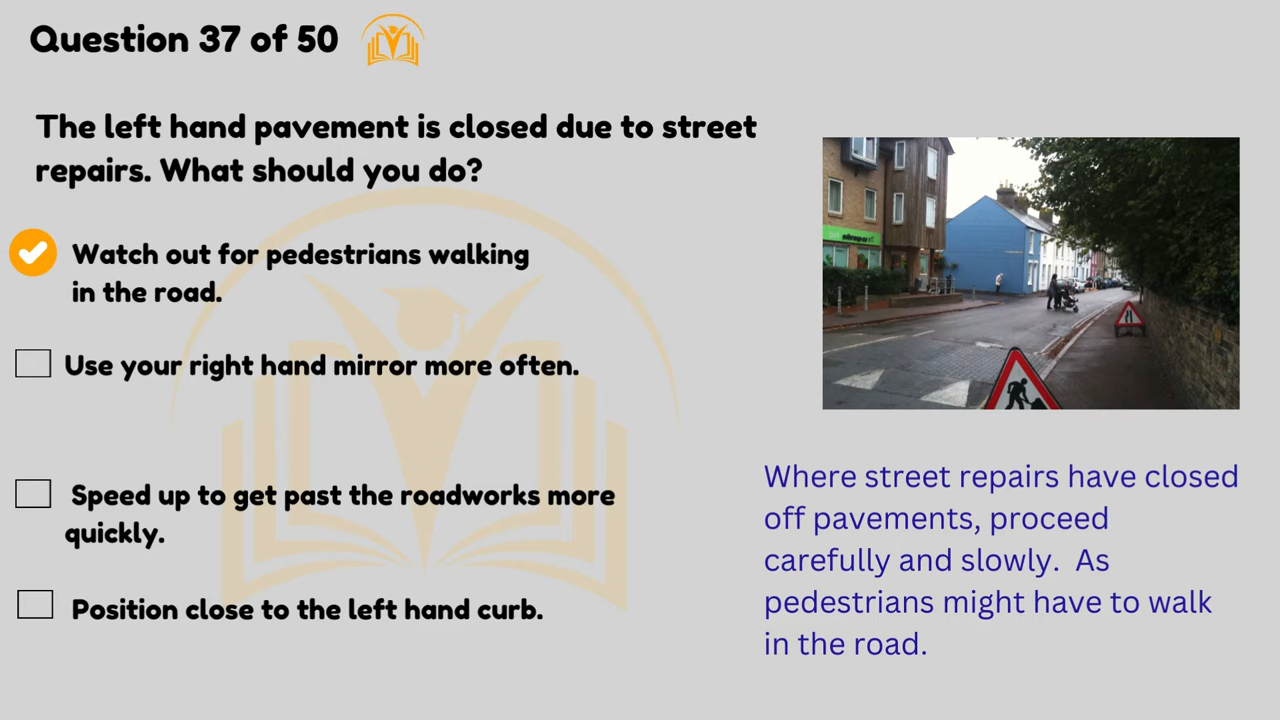 Question 37 of 50
The left hand pavement is closed due to street
repairs. What should you do?
Watch out for pedestrians walking
in the road.
Use your right hand mirror more often.
Speed up to get past the roadworks more
quickly.
Position close to the left hand curb.
Where street repairs have closed
off pavements, proceed
carefully and slowly.  As
pedestrians might have to walk
in the road.